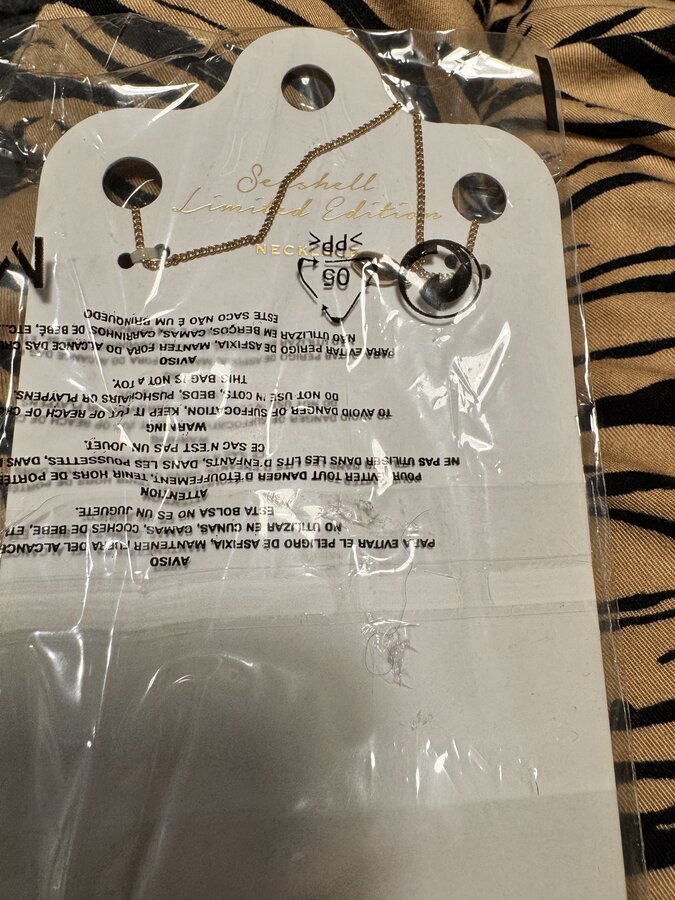 Seashell
Limited Edition
NECKLACE
05
>PP<
AVISO
PARA EVITAR EL PELIGRO DE ASFIXIA, MANTENER FUERA DEL ALCANCE
NO UTILIZAR EN CUNAS, CAMAS, COCHES DE BEBE, ET
ESTA BOLSA NO ES UN JUGUETE.
ATTENTION
POUR EVITER TOUT DANGER D'ÉTOUFFEMENT, TENIR HORS DE PORTÉE
NE PAS UTILISER DANS LES LITS D'ENFANTS, DANS LES POUSSETTES, DANS
CE SAC N'EST PAS UN JOUET.
WARNING
TO AVOID DANGER OF SUFFOCATION, KEEP IT OUT OF REACH OF
DO NOT USE IN COTS, BEDS, PUSHCHAIRS OR PLAYPENS.
THIS BAG IS NOT A TOY.
AVISO
PARA EVITAR PERIGO DE ASFIXIA, MANTER FORA DO ALCANCE DAS
NÃO UTILIZAR EM BERÇOS, CAMAS, CARRINHOS DE BEBÉ, ETC...
ESTE SACO NÃO É UM BRINQUEDO